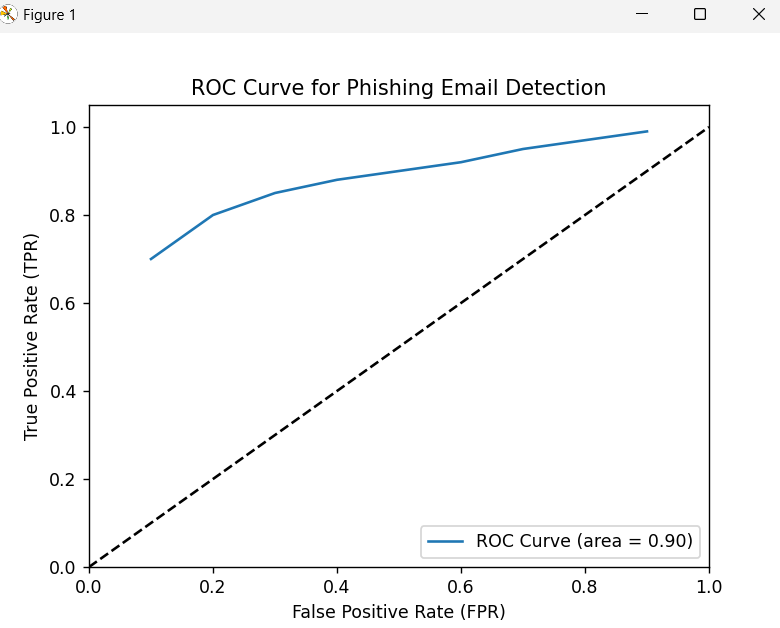 Figure 1
ROC Curve for Phishing Email Detection
1.0
0.8
0.6
0.4
0.2
0.0
True Positive Rate (TPR)
ROC Curve (area = 0.90)
0.0 0.2 0.4 0.6 0.8 1.0
False Positive Rate (FPR)